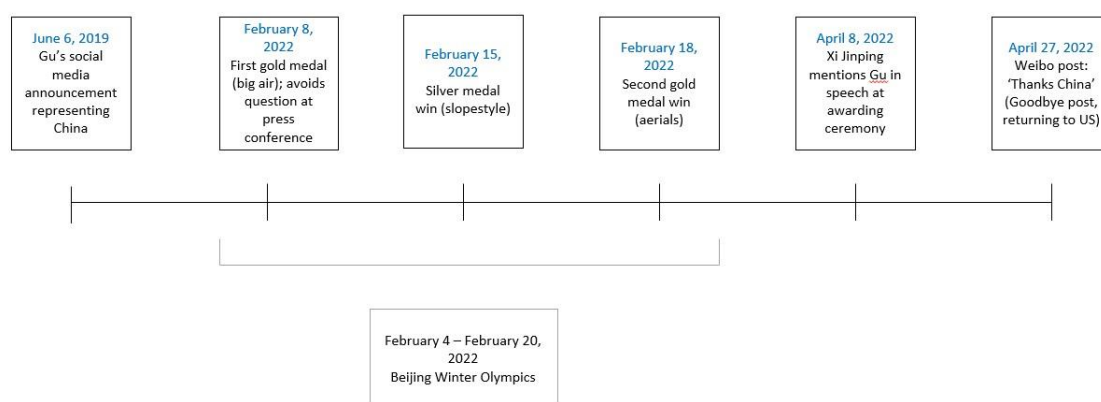 June 6, 2019
Gu's social
media
announcement
representing
China
February 8,
2022
First gold medal
(big air); avoids
question at
press
conference
February 15,
2022
Silver medal
win (slopestyle)
February 18,
2022
Second gold
medal win
(aerials)
April 8, 2022
Xi Jinping
mentions Gu in
speech at
awarding
ceremony
April 27, 2022
Weibo post:
'Thanks China'
(Goodbye post,
returning to US)
February 4 – February 20,
2022
Beijing Winter Olympics